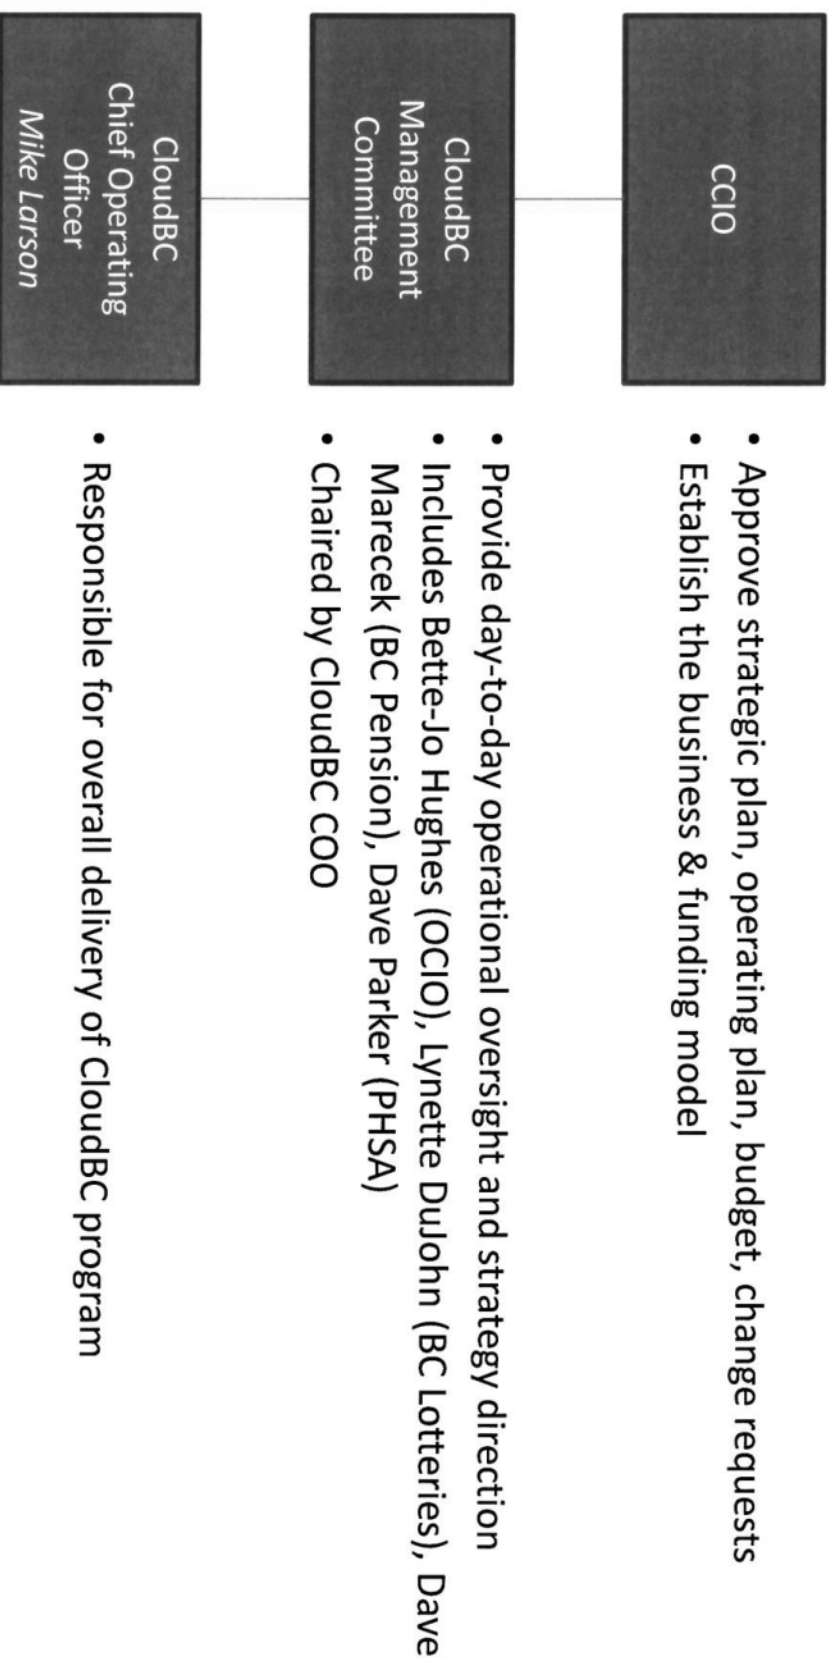 CCIO
• Approve strategic plan, operating plan, budget, change requests
• Establish the business & funding model
CloudBC
Management
Committee
• Provide day-to-day operational oversight and strategy direction
• Includes Bette-Jo Hughes (OCIO), Lynette DuJohn (BC Lotteries), Dave
Marecek (BC Pension), Dave Parker (PHSA)
• Chaired by CloudBC COO
CloudBC
Chief Operating
Officer
Mike Larson
• Responsible for overall delivery of CloudBC program